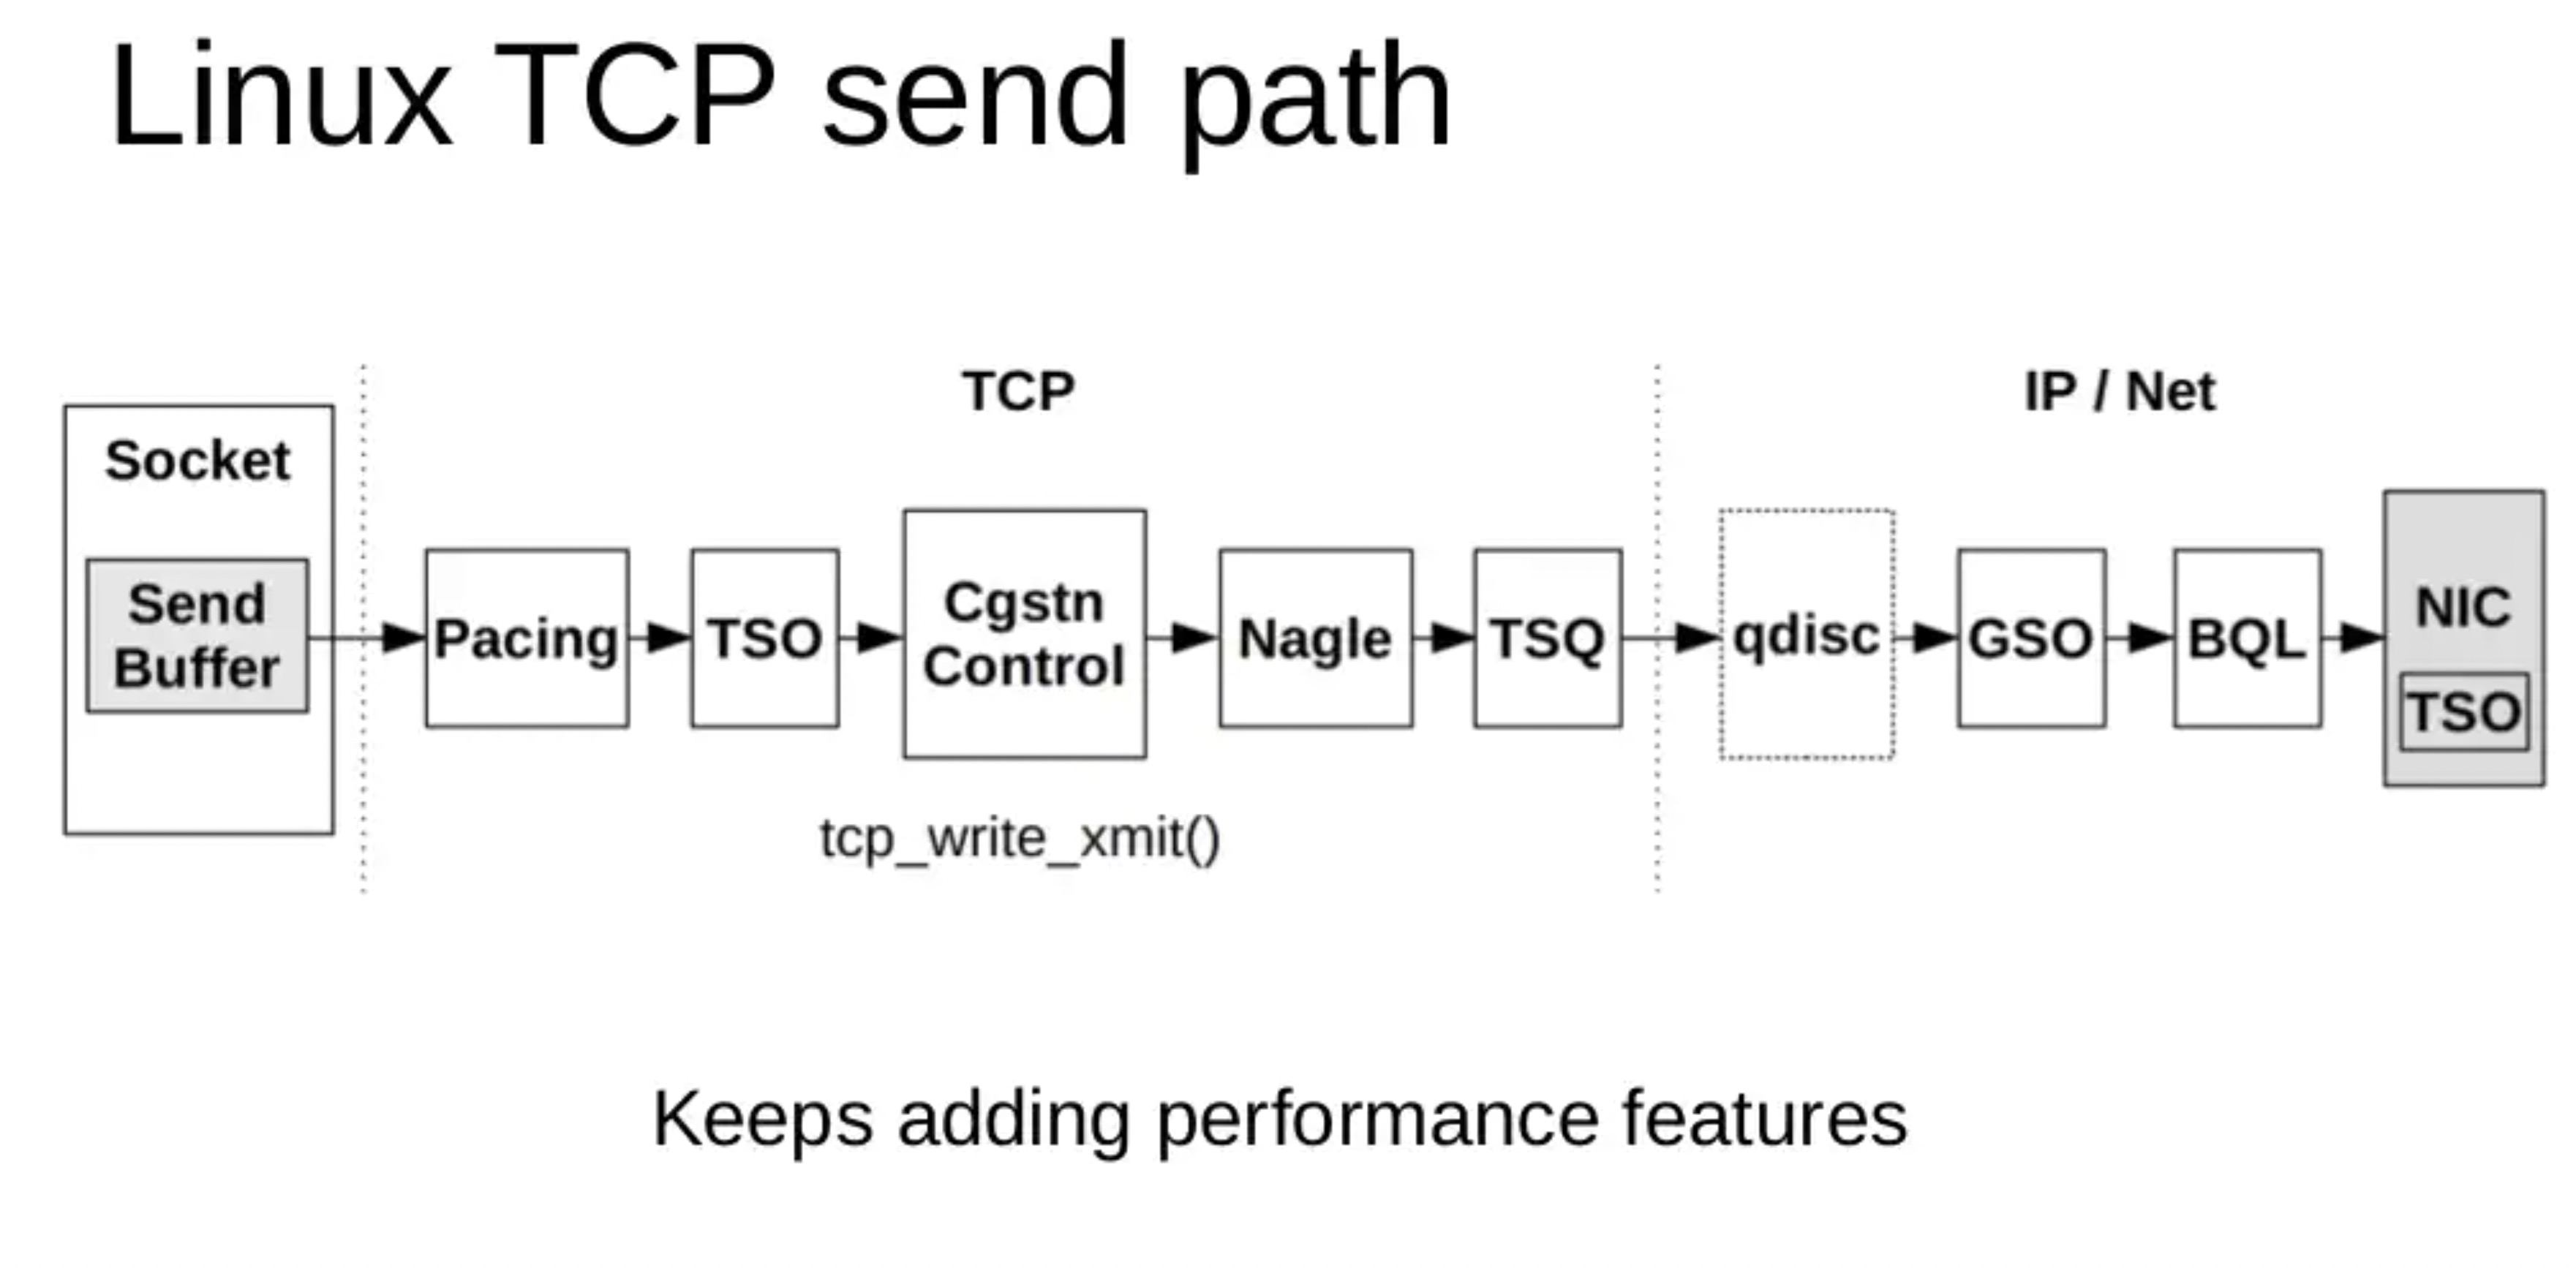 Linux TCP send path
TCP
IP / Net
Socket
Send
Buffer
Pacing
TSO
Cgstn
Control
Nagle
TSQ
qdisc
GSO
BQL
NIC
TSO
tcp_write_xmit()
Keeps adding performance features